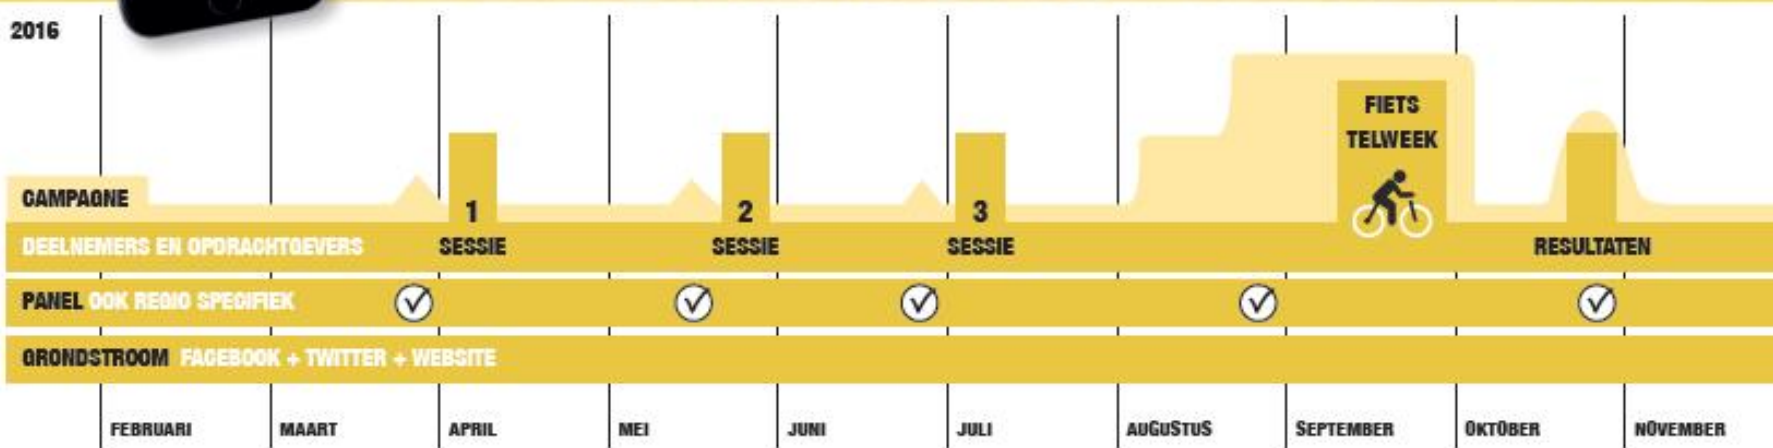 2016
FIETS
TELWEEK
CAMPAGNE
1
2
3
DEELNEMERS EN OPDRACHTGEVERS
SESSIE
SESSIE
SESSIE
RESULTATEN
PANEL OOK REGIO SPECIFIEK
GRONDSTROOM FACEBOOK + TWITTER + WEBSITE
FEBRUARI
MAART
APRIL
MEI
JUNI
JULI
AUGUSTUS
SEPTEMBER
OKTOBER
NOVEMBER